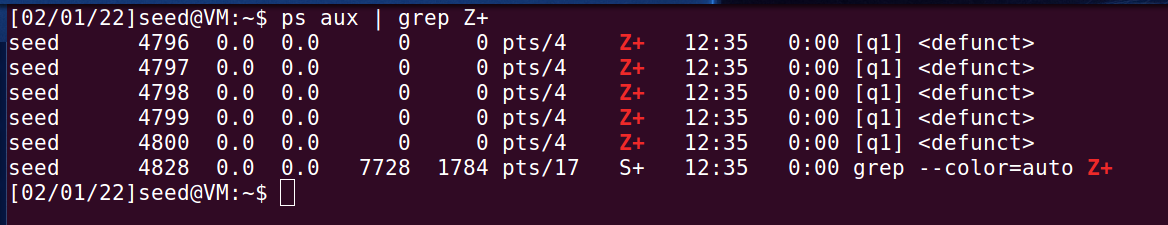 [02/01/22]seed@VM:~$ ps aux | grep Z+
seed      4796  0.0  0.0      0     0 pts/4    Z+   12:35   0:00 [q1] <defunct>
seed      4797  0.0  0.0      0     0 pts/4    Z+   12:35   0:00 [q1] <defunct>
seed      4798  0.0  0.0      0     0 pts/4    Z+   12:35   0:00 [q1] <defunct>
seed      4799  0.0  0.0      0     0 pts/4    Z+   12:35   0:00 [q1] <defunct>
seed      4800  0.0  0.0      0     0 pts/4    Z+   12:35   0:00 [q1] <defunct>
seed      4828  0.0  0.0   7728  1784 pts/17   S+   12:35   0:00 grep --color=auto Z+
[02/01/22]seed@VM:~$